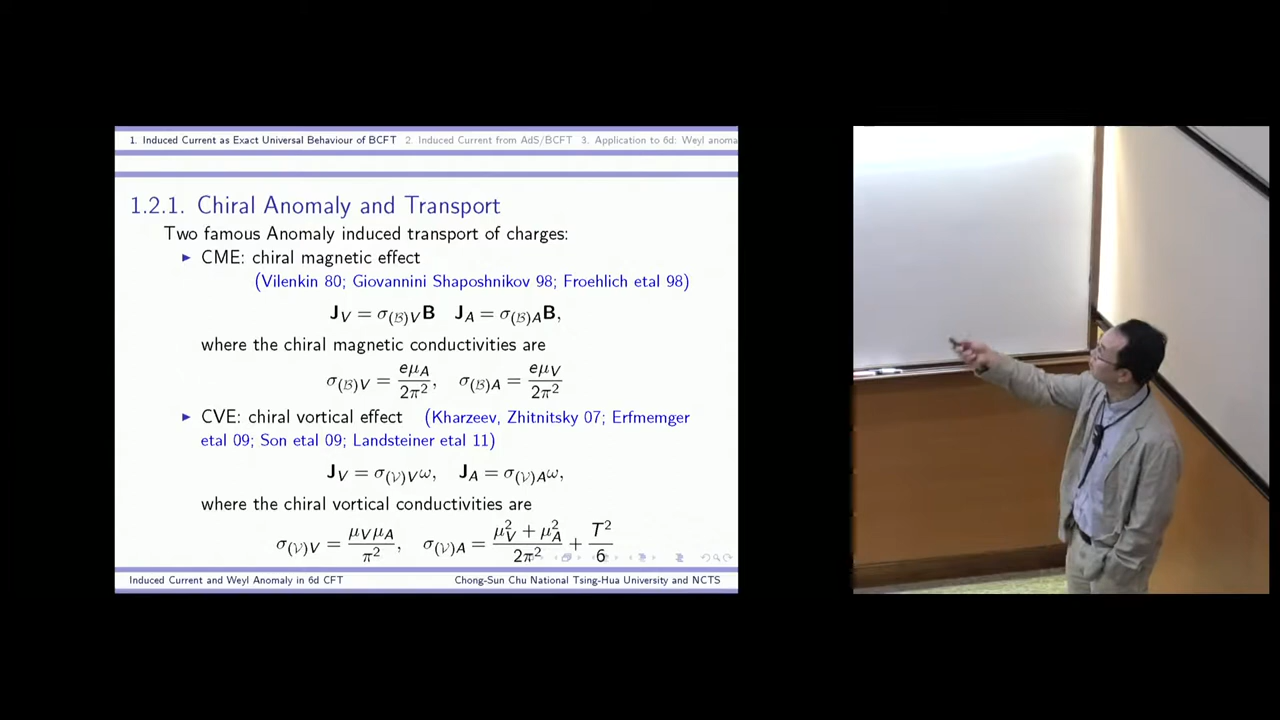 1. Induced Current as Exact Universal Behaviour of BCFT 2. Induced Current from AdS/BCFT 3. Application to 6d: Weyl anoma
1.2.1. Chiral Anomaly and Transport
Two famous Anomaly induced transport of charges:
▶ CME: chiral magnetic effect
(Vilenkin 80; Giovannini Shaposhnikov 98; Froehlich etal 98)
J_V = σ_(B)V B  J_A = σ_(B)A B,
where the chiral magnetic conductivities are
σ_(B)V = eμ_A/2π², σ_(B)A = eμ_V/2π²
▶ CVE: chiral vortical effect (Kharzeev, Zhitnitsky 07; Erfmemger
etal 09; Son etal 09; Landsteiner etal 11)
J_V = σ_(V)V ω, J_A = σ_(V)A ω,
where the chiral vortical conductivities are
σ_(V)V = μ_V μ_A/π², σ_(V)A = μ_V² + μ_A²/2π² + T²/6
Induced Current and Weyl Anomaly in 6d CFT Chong-Sun Chu National Tsing-Hua University and NCTS